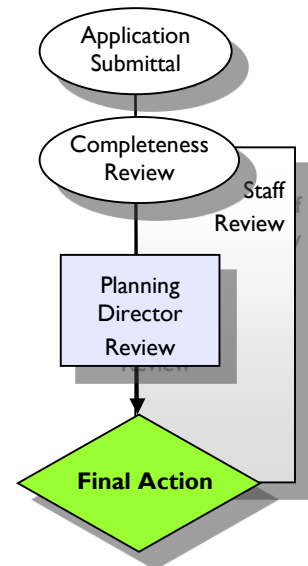 Application
Submittal
Completeness
Review
Staff
Review
Planning
Director
Review
Final Action